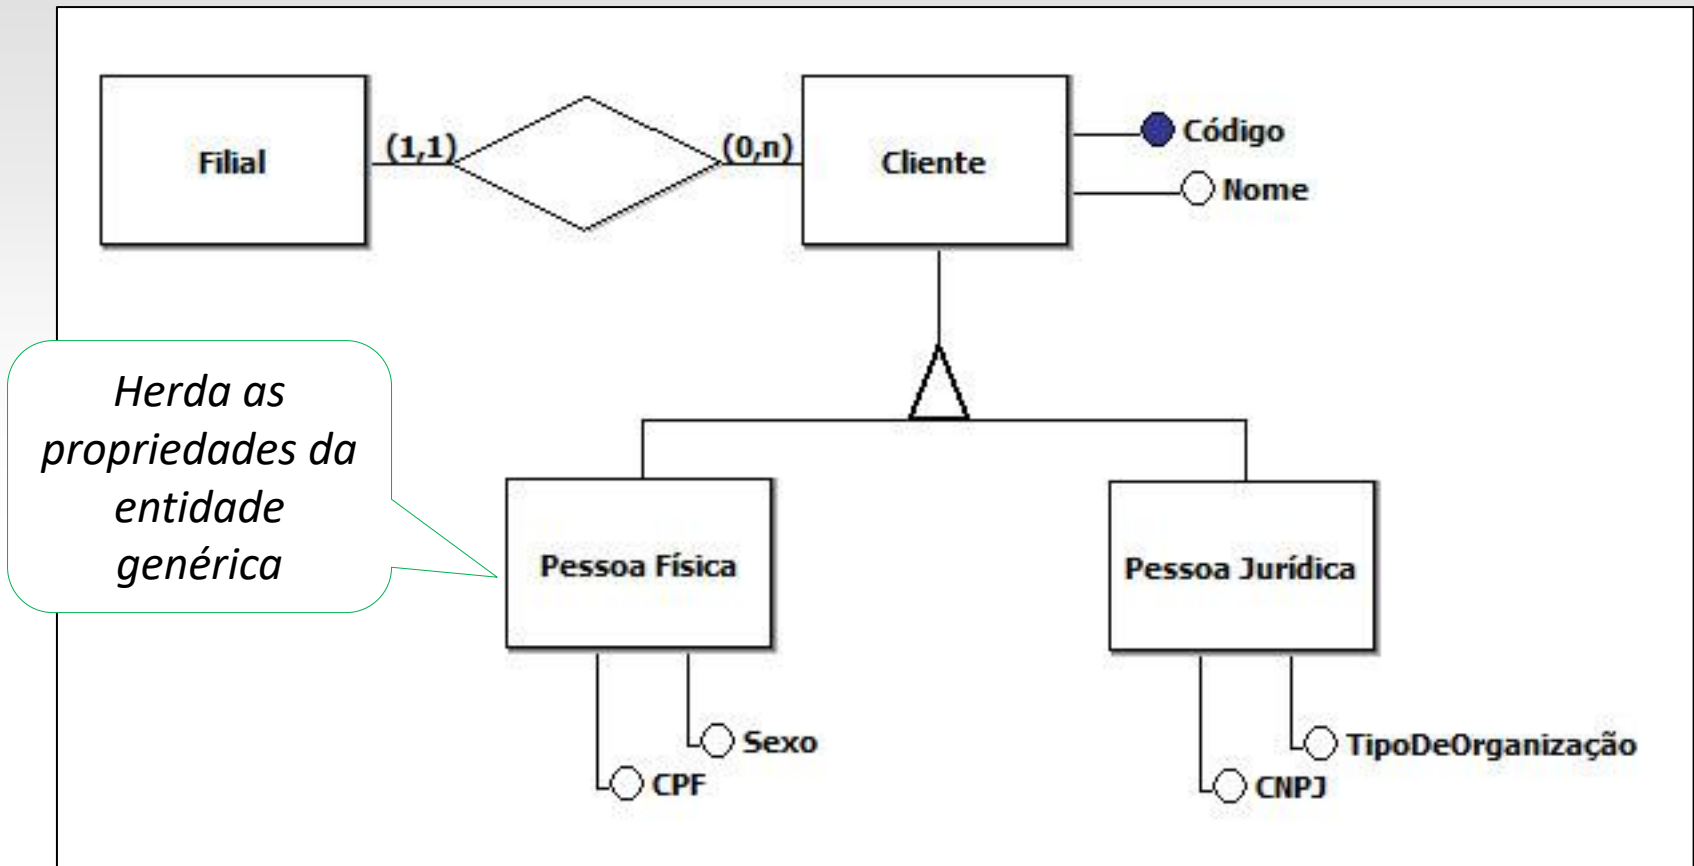 Filial
(1,1)
(0,n)
Cliente
Código
Nome
Herda as
propriedades da
entidade
genérica
Pessoa Física
Pessoa Jurídica
Sexo
CPF
TipoDeOrganização
CNPJ